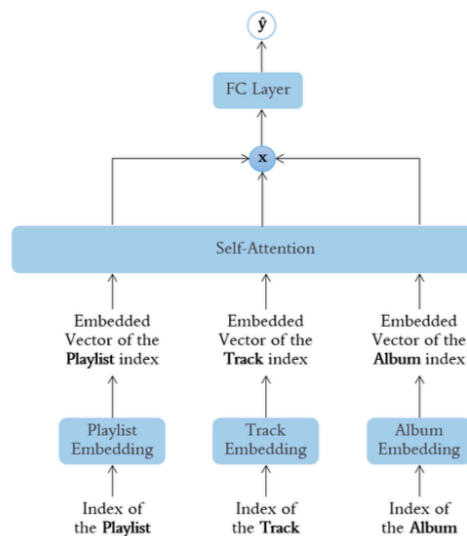 ŷ
FC Layer
x
Self-Attention
Embedded
Vector of the
Playlist index
Embedded
Vector of the
Track index
Embedded
Vector of the
Album index
Playlist
Embedding
Track
Embedding
Album
Embedding
Index of
the Playlist
Index of
the Track
Index of
the Album